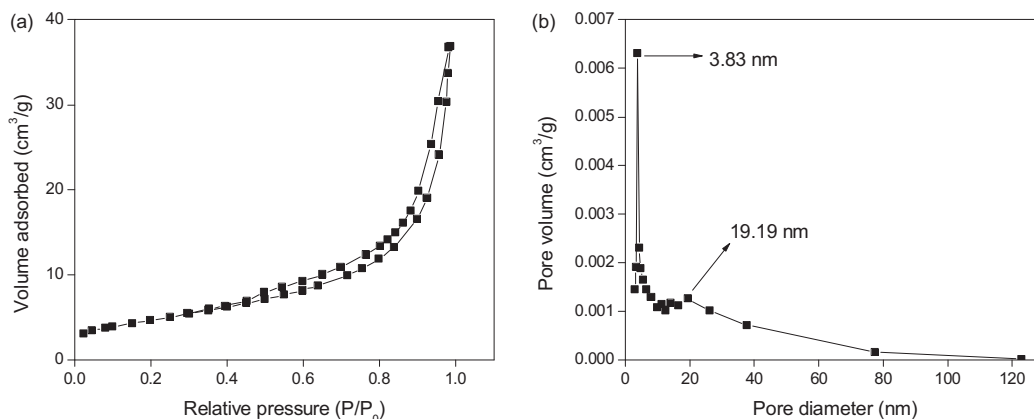 (a)
40
30
20
10
0
Volume adsorbed (cm³/g)
0.0 0.2 0.4 0.6 0.8 1.0
Relative pressure (P/P₀)
(b)
0.007
0.006
0.005
0.004
0.003
0.002
0.001
0.000
Pore volume (cm³/g)
3.83 nm
19.19 nm
0 20 40 60 80 100 120
Pore diameter (nm)